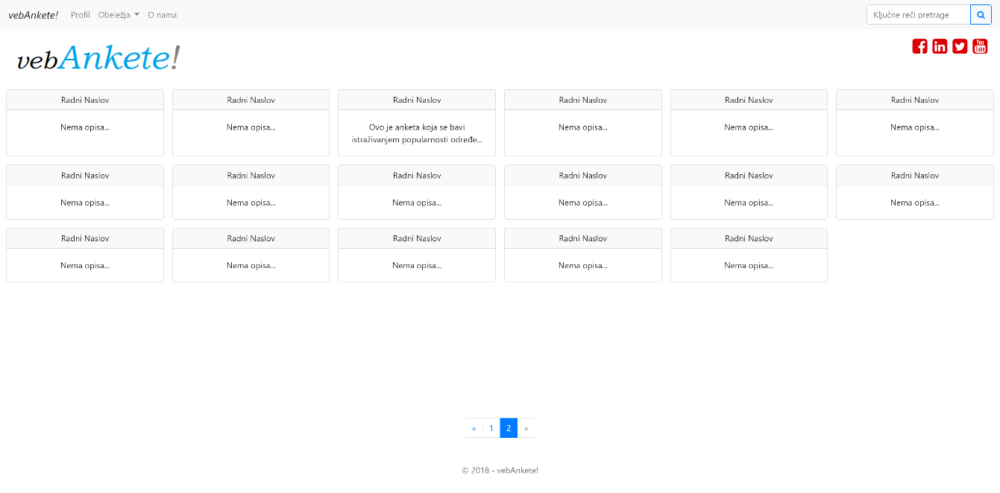 vebAnkete! Profil Obeležja O nama Ključne reči pretrage
vebAnkete!
Radni Naslov Radni Naslov Radni Naslov Radni Naslov Radni Naslov Radni Naslov
Nema opisa... Nema opisa... Ovo je anketa koja se bavi Nema opisa... Nema opisa... Nema opisa...
istraživanjem popularnosti određe...
Radni Naslov Radni Naslov Radni Naslov Radni Naslov Radni Naslov Radni Naslov
Nema opisa... Nema opisa... Nema opisa... Nema opisa... Nema opisa... Nema opisa...
Radni Naslov Radni Naslov Radni Naslov Radni Naslov Radni Naslov
Nema opisa... Nema opisa... Nema opisa... Nema opisa... Nema opisa...
« 1 2 »
© 2018 - vebAnkete!